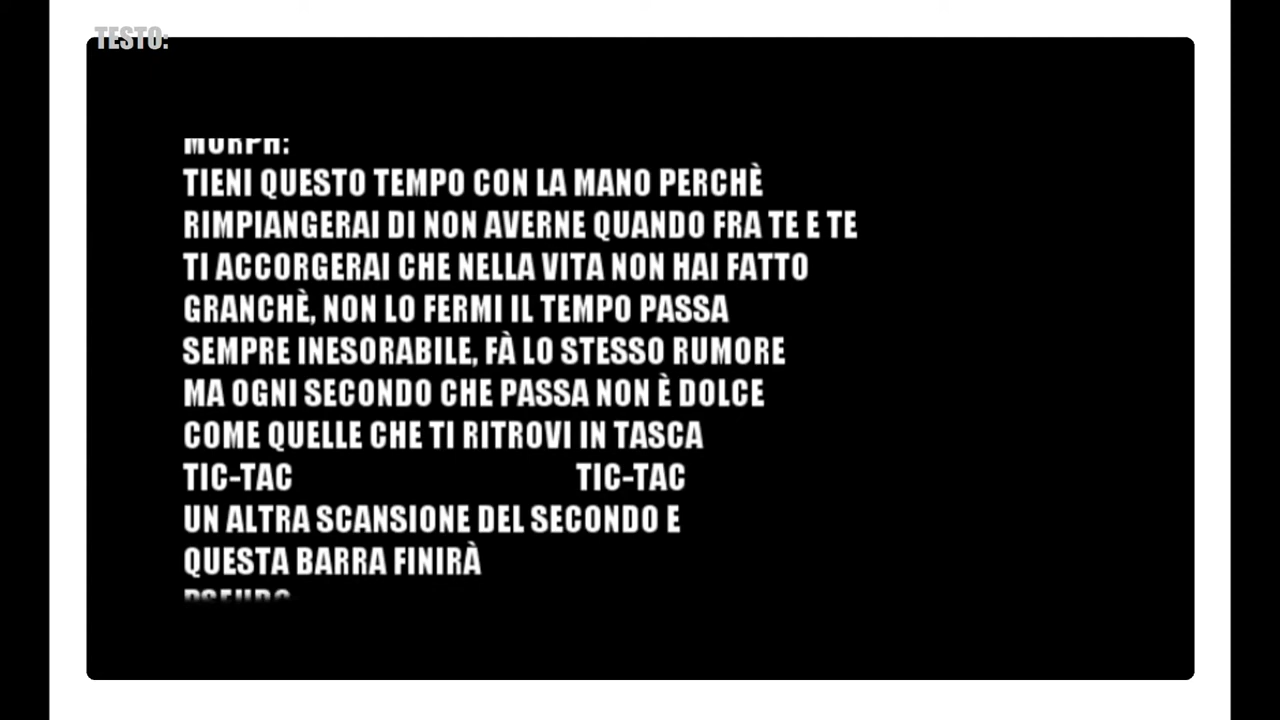 TESTO:
MORPH:
TIENI QUESTO TEMPO CON LA MANO PERCHÈ
RIMPIANGERAI DI NON AVERNE QUANDO FRA TE E TE
TI ACCORGERAI CHE NELLA VITA NON HAI FATTO
GRANCHÈ, NON LO FERMI IL TEMPO PASSA
SEMPRE INESORABILE, FÀ LO STESSO RUMORE
MA OGNI SECONDO CHE PASSA NON È DOLCE
COME QUELLE CHE TI RITROVI IN TASCA
TIC-TAC TIC-TAC
UN ALTRA SCANSIONE DEL SECONDO E
QUESTA BARRA FINIRÀ